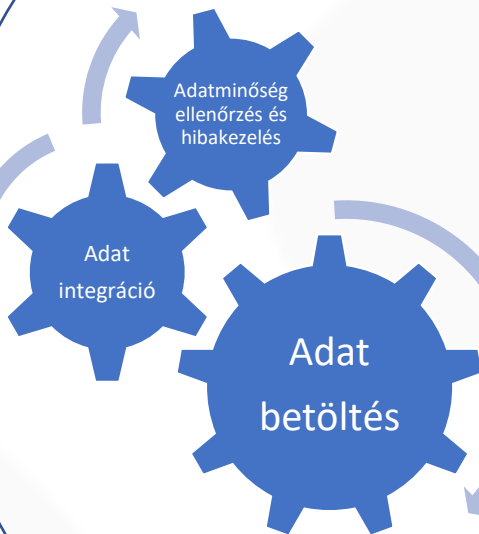 Adatminőség
ellenőrzés és
hibakezelés
Adat
integráció
Adat
betöltés